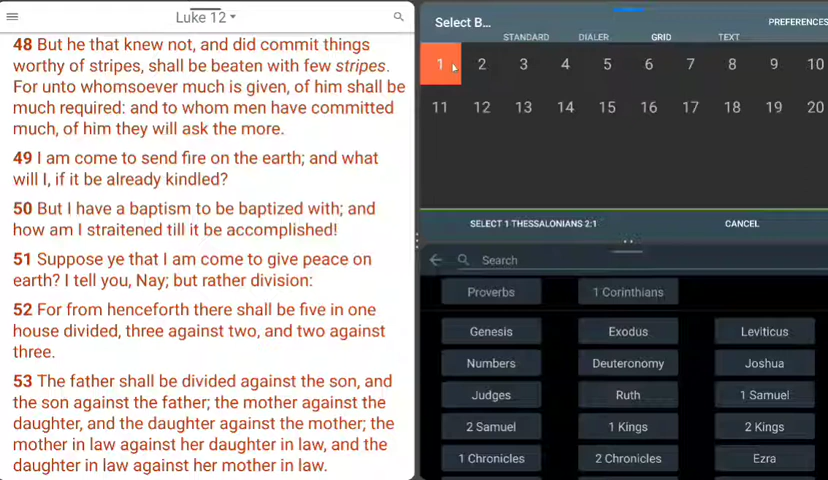 Luke 12
48 But he that knew not, and did commit things
worthy of stripes, shall be beaten with few stripes.
For unto whomsoever much is given, of him shall be
much required: and to whom men have committed
much, of him they will ask the more.
49 I am come to send fire on the earth; and what
will I, if it be already kindled?
50 But I have a baptism to be baptized with; and
how am I straitened till it be accomplished!
51 Suppose ye that I am come to give peace on
earth? I tell you, Nay; but rather division:
52 For from henceforth there shall be five in one
house divided, three against two, and two against
three.
53 The father shall be divided against the son, and
the son against the father; the mother against the
daughter, and the daughter against the mother; the
mother in law against her daughter in law, and the
daughter in law against her mother in law.
Select B...
PREFERENCES
STANDARD DIALER GRID TEXT
1 2 3 4 5 6 7 8 9 10
11 12 13 14 15 16 17 18 19 20
SELECT 1 THESSALONIANS 2:1 CANCEL
Search
Proverbs 1 Corinthians
Genesis Exodus Leviticus
Numbers Deuteronomy Joshua
Judges Ruth 1 Samuel
2 Samuel 1 Kings 2 Kings
1 Chronicles 2 Chronicles Ezra